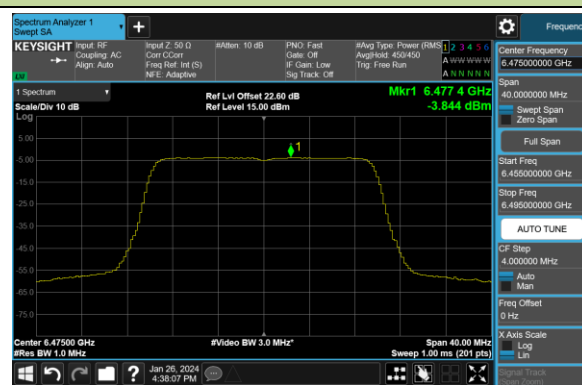 Spectrum Analyzer 1
Swept SA
Frequen
KEYSIGHT
Input: RF
Coupling: AC
Align: Auto
Input Z: 50 Ω
Corr CCorr
Freq Ref: Int (S)
NFE: Adaptive
#Atten: 10 dB
PNO: Fast
Gate: Off
IF Gain: Low
Sig Track: Off
#Avg Type: Power (RMS
Avg|Hold: 450/450
Trig: Free Run
1 2 3 4 5 6
A W W W W W
A N N N N N
LW
1 Spectrum
Scale/Div 10 dB
Log
Ref Lvl Offset 22.60 dB
Ref Level 15.00 dBm
Mkr1 6.477 4 GHz
-3.844 dBm
1
5.00
-5.00
-15.0
-25.0
-35.0
-45.0
-55.0
-65.0
-75.0
Center 6.47500 GHz
#Res BW 1.0 MHz
#Video BW 3.0 MHz*
Span 40.00 MHz
Sweep 1.00 ms (201 pts)
Jan 26, 2024
4:38:07 PM
Center Frequency
6.475000000 GHz
Span
40.0000000 MHz
Swept Span
Zero Span
Full Span
Start Freq
6.455000000 GHz
Stop Freq
6.495000000 GHz
AUTO TUNE
CF Step
4.000000 MHz
Auto
Man
Freq Offset
0 Hz
X Axis Scale
Log
Lin
Signal Track
(Span Zoom)